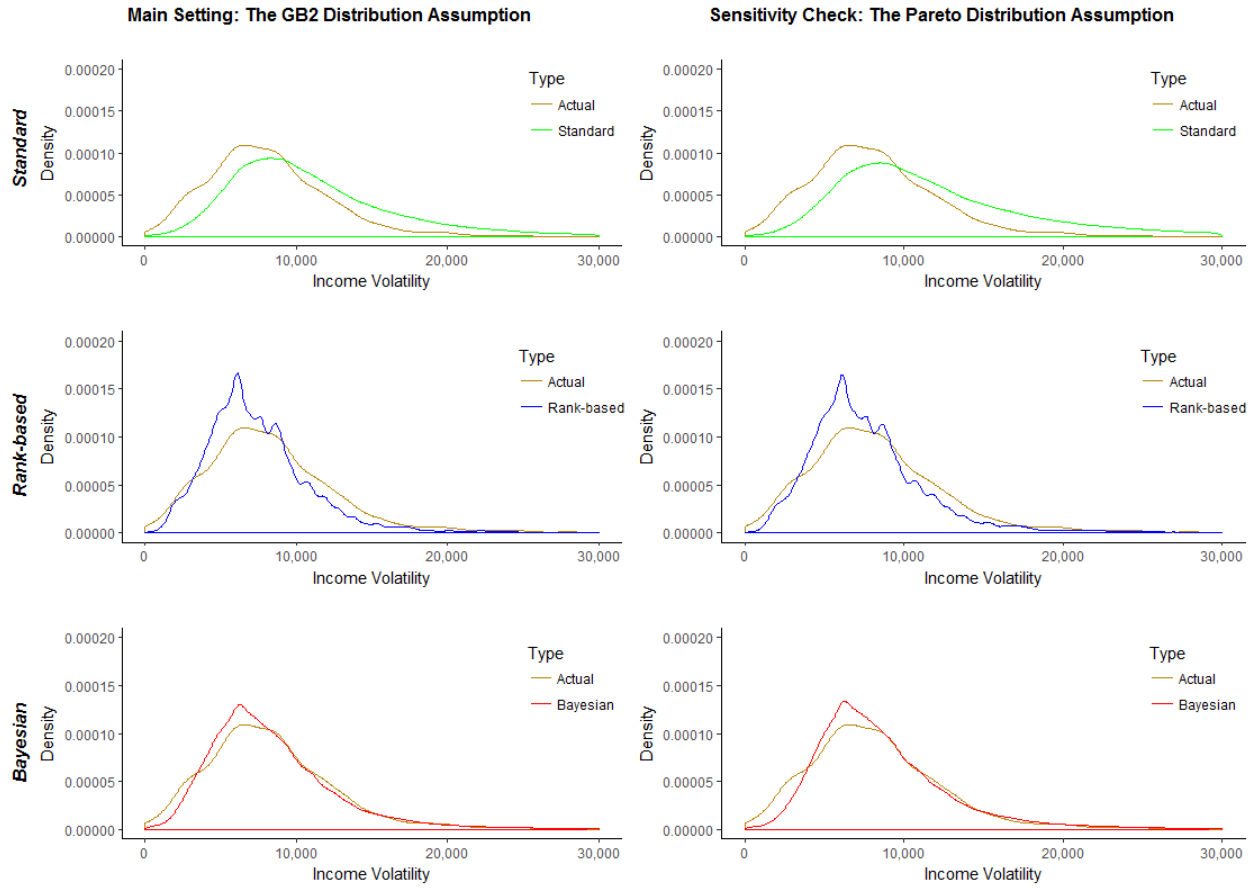 Main Setting: The GB2 Distribution Assumption
Sensitivity Check: The Pareto Distribution Assumption
Standard
Density
0.00020
0.00015
0.00010
0.00005
0.00000
Type
Actual
Standard
0
10,000
20,000
30,000
Income Volatility
Density
0.00020
0.00015
0.00010
0.00005
0.00000
Type
Actual
Standard
0
10,000
20,000
30,000
Income Volatility
Rank-based
Density
0.00020
0.00015
0.00010
0.00005
0.00000
Type
Actual
Rank-based
0
10,000
20,000
30,000
Income Volatility
Density
0.00020
0.00015
0.00010
0.00005
0.00000
Type
Actual
Rank-based
0
10,000
20,000
30,000
Income Volatility
Bayesian
Density
0.00020
0.00015
0.00010
0.00005
0.00000
Type
Actual
Bayesian
0
10,000
20,000
30,000
Income Volatility
Density
0.00020
0.00015
0.00010
0.00005
0.00000
Type
Actual
Bayesian
0
10,000
20,000
30,000
Income Volatility